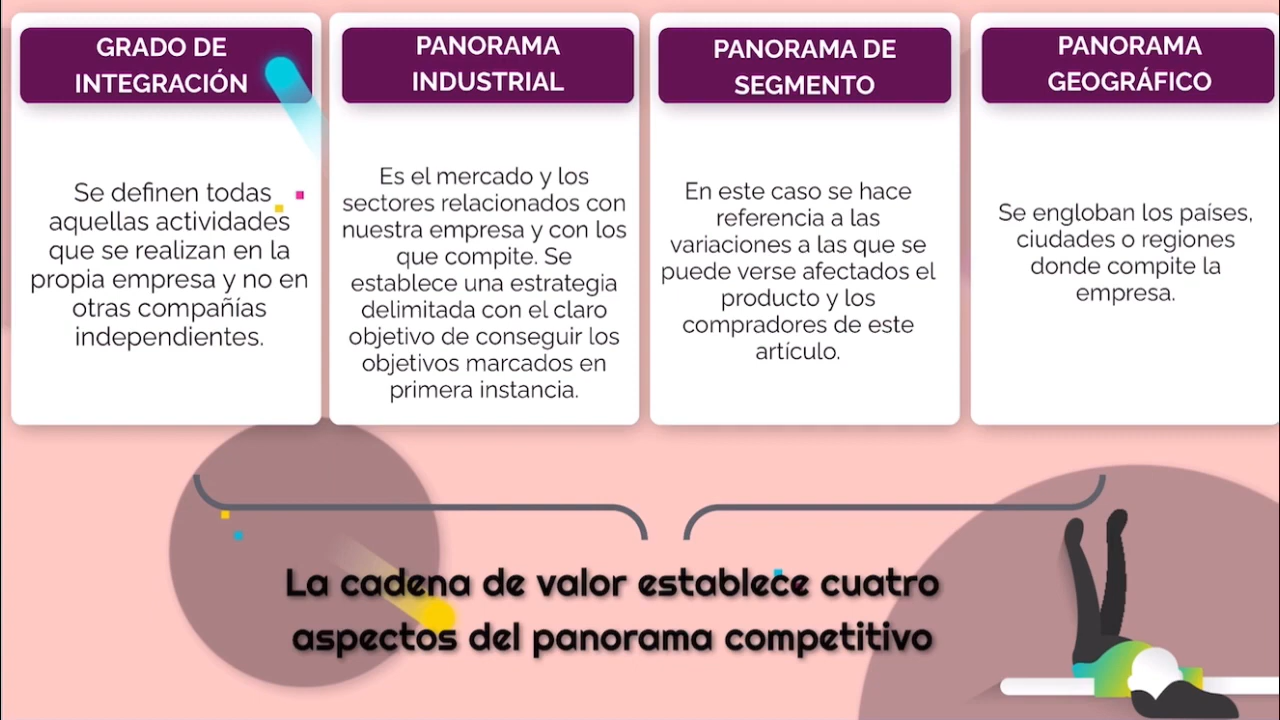 GRADO DE
INTEGRACIÓN
Se definen todas
aquellas actividades
que se realizan en la
propia empresa y no en
otras compañías
independientes.
PANORAMA
INDUSTRIAL
Es el mercado y los
sectores relacionados con
nuestra empresa y con los
que compite. Se
establece una estrategia
delimitada con el claro
objetivo de conseguir los
objetivos marcados en
primera instancia.
PANORAMA DE
SEGMENTO
En este caso se hace
referencia a las
variaciones a las que se
puede verse afectados el
producto y los
compradores de este
artículo.
PANORAMA
GEOGRÁFICO
Se engloban los países,
ciudades o regiones
donde compite la
empresa.
La cadena de valor establece cuatro
aspectos del panorama competitivo